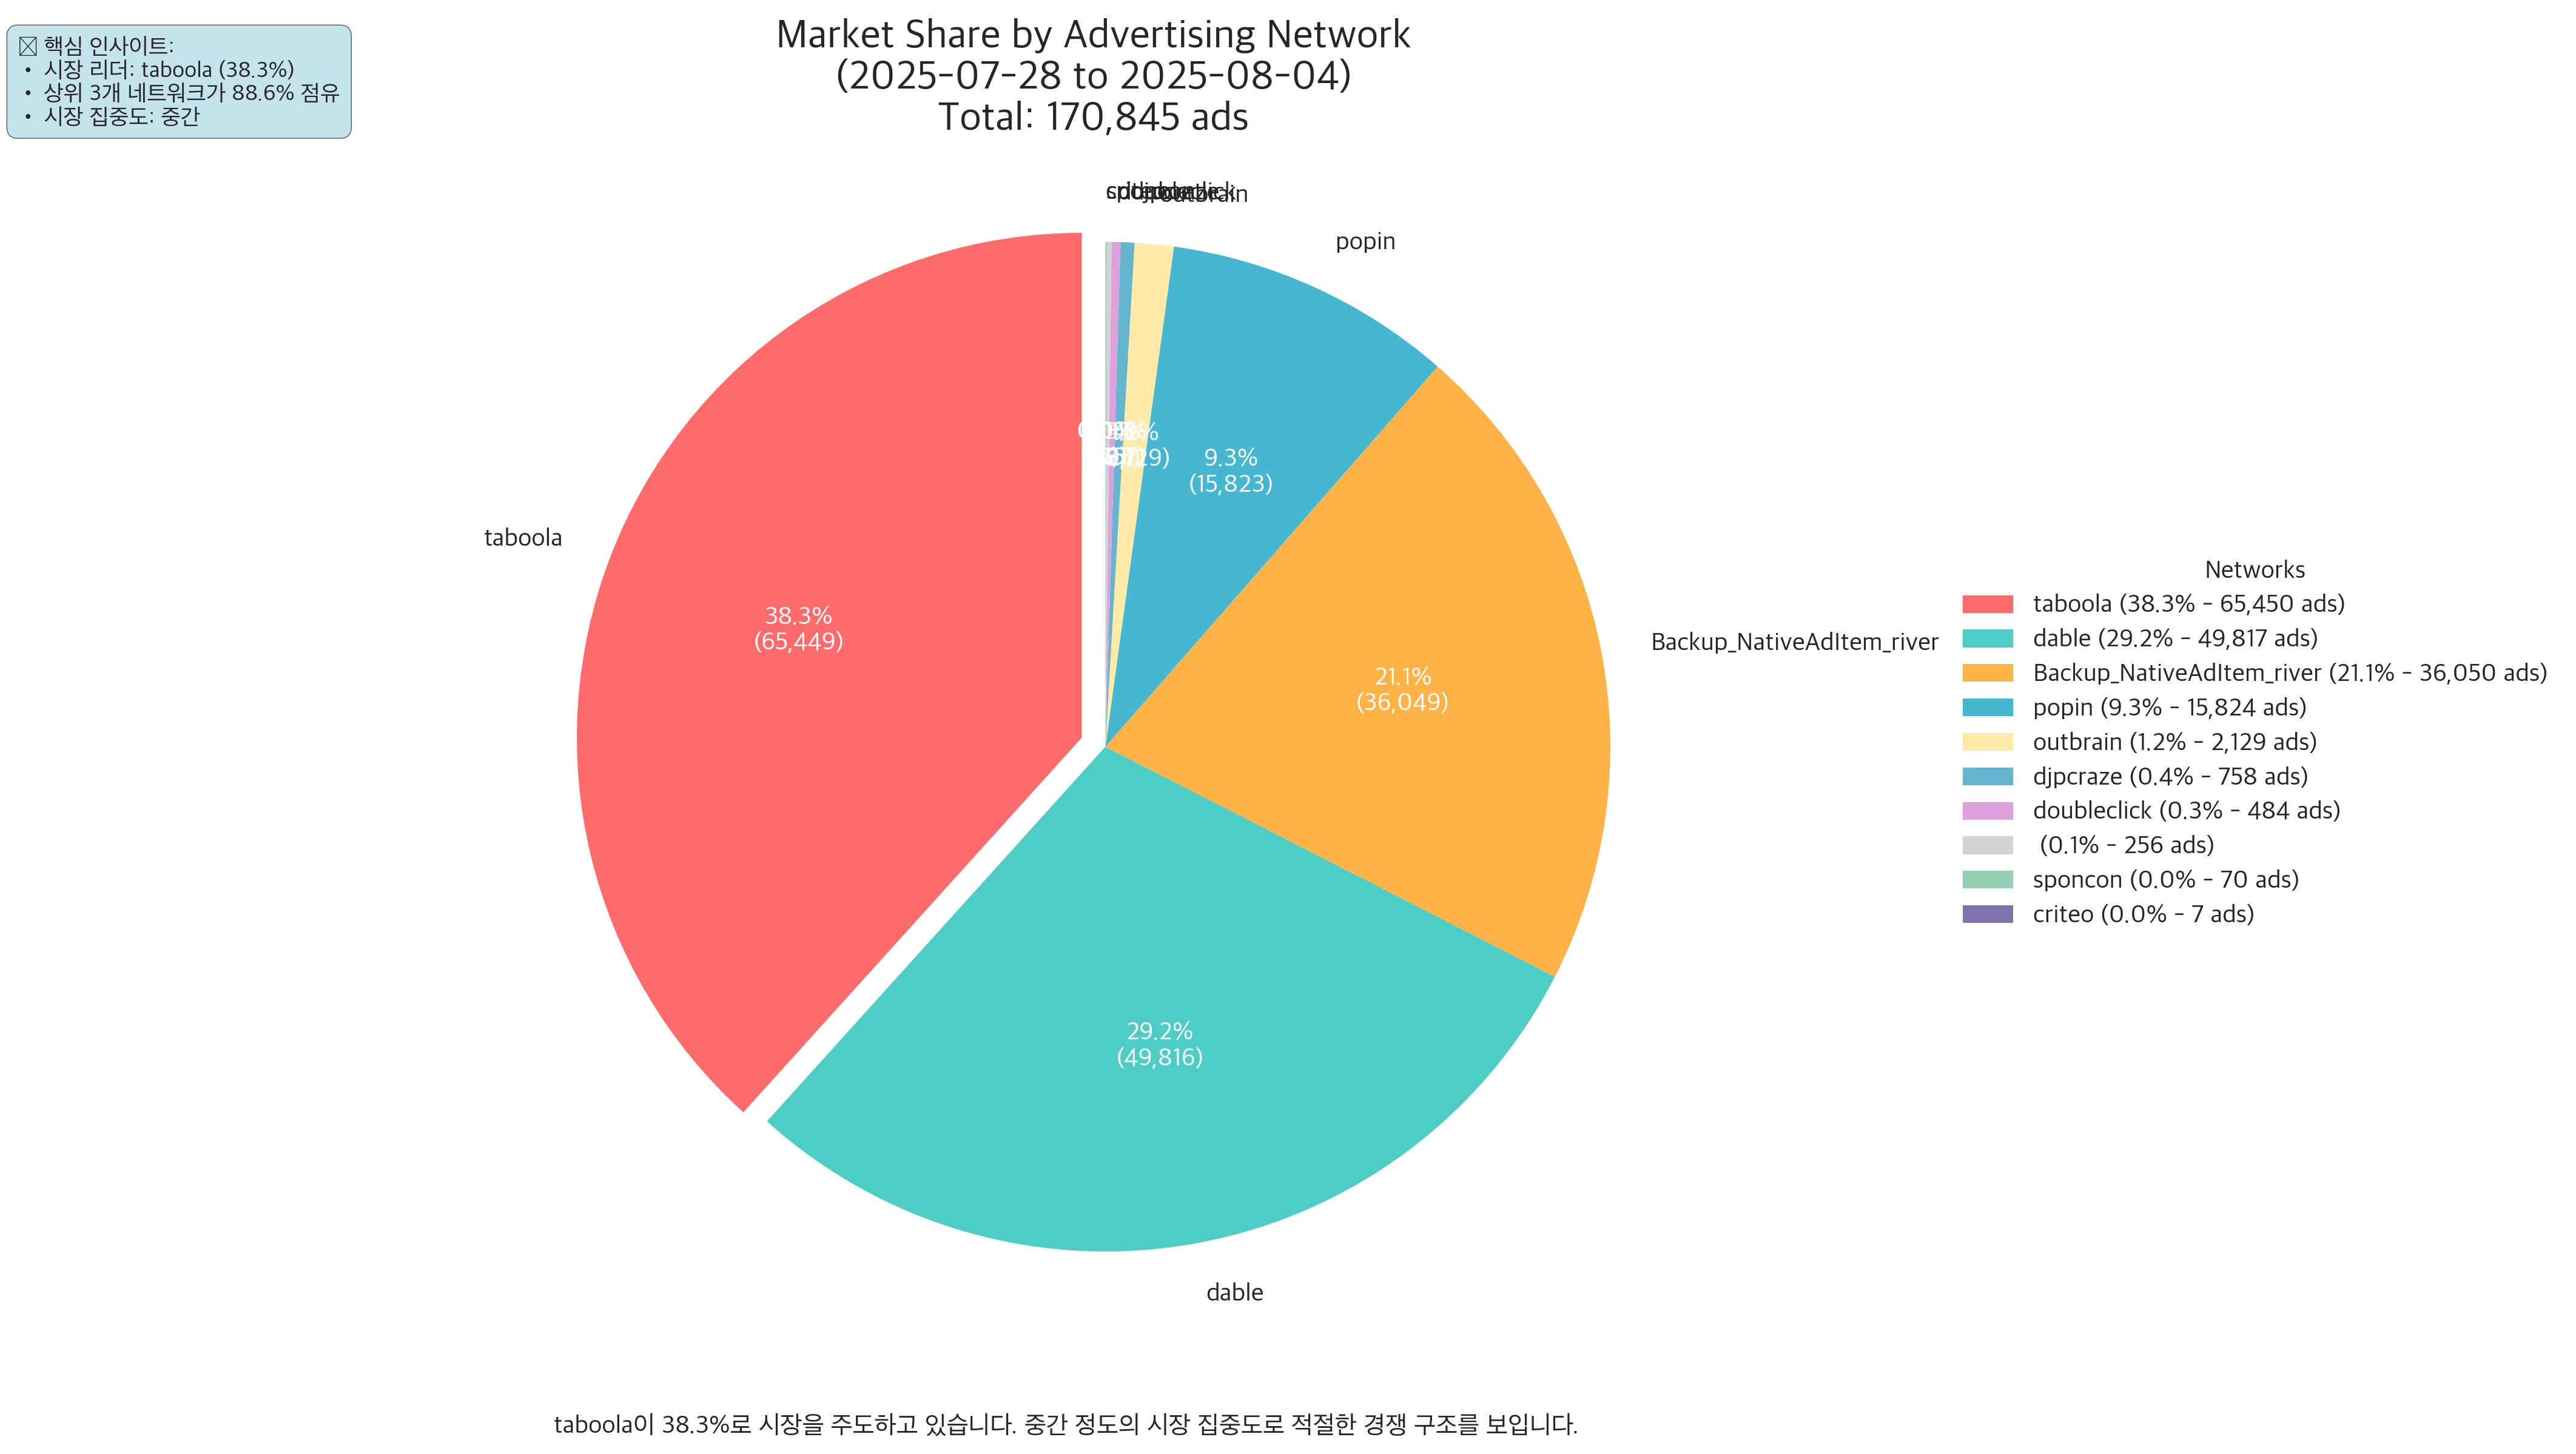 핵심 인사이트:
• 시장 리더: taboola (38.3%)
• 상위 3개 네트워크가 88.6% 점유
• 시장 집중도: 중간
Market Share by Advertising Network
(2025-07-28 to 2025-08-04)
Total: 170,845 ads
outbrain
popin
taboola
Backup_NativeAdItem_river
dable
9.3%
(15,823)
38.3%
(65,449)
21.1%
(36,049)
29.2%
(49,816)
Networks
taboola (38.3% - 65,450 ads)
dable (29.2% - 49,817 ads)
Backup_NativeAdItem_river (21.1% - 36,050 ads)
popin (9.3% - 15,824 ads)
outbrain (1.2% - 2,129 ads)
djpcraze (0.4% - 758 ads)
doubleclick (0.3% - 484 ads)
(0.1% - 256 ads)
sponcon (0.0% - 70 ads)
criteo (0.0% - 7 ads)
taboola이 38.3%로 시장을 주도하고 있습니다. 중간 정도의 시장 집중도로 적절한 경쟁 구조를 보입니다.